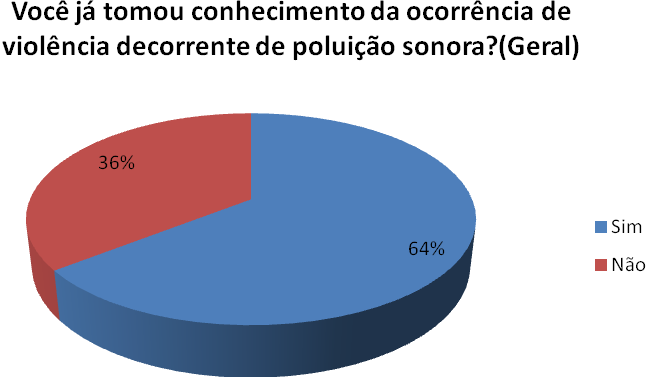 Você já tomou conhecimento da ocorrência de
violência decorrente de poluição sonora?(Geral)
36%
64%
Sim
Não